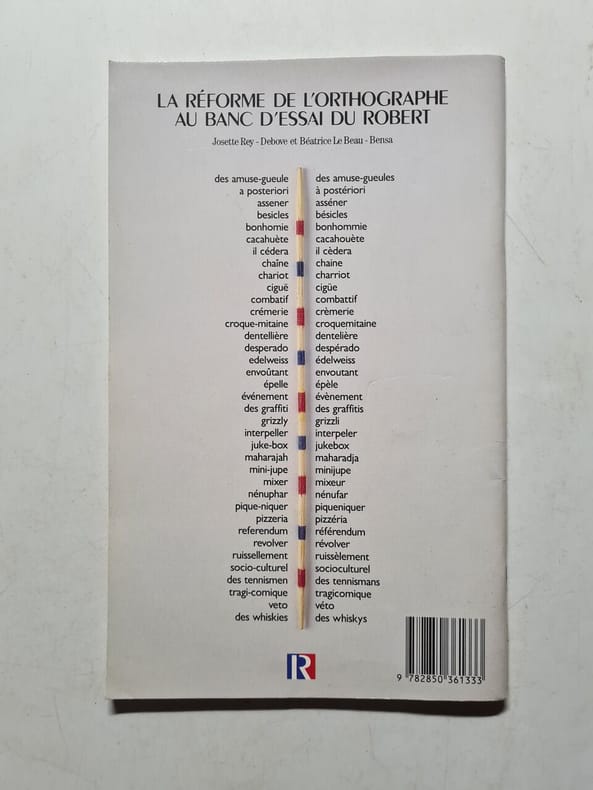 LA RÉFORME DE L'ORTHOGRAPHE
AU BANC D'ESSAI DU ROBERT
Josette Rey - Debove et Béatrice Le Beau - Bensa
des amuse-gueule des amuse-gueules
a posteriori à postériori
assener asséner
besicles bésicles
bonhomie bonhommie
cacahuète cacahouète
il cédera il cèdera
chaîne chaine
chariot charriot
ciguë cigüe
combatif combattif
crémerie crèmerie
croque-mitaine croquemitaine
dentellière dentelière
desperado despérado
edelweiss édelweiss
envoûtant envoutant
épelle épèle
événement évènement
des graffiti des graffitis
grizzly grizzli
interpeller interpeler
juke-box jukebox
maharajah maharadja
mini-jupe minijupe
mixer mixeur
nénuphar nénufar
pique-niquer piqueniquer
pizzeria pizzéria
referendum référendum
revolver révolver
ruissellement ruissèlement
socio-culturel socioculturel
des tennismen des tennismans
tragi-comique tragicomique
veto véto
des whiskies des whiskys
R
9 782850 361333